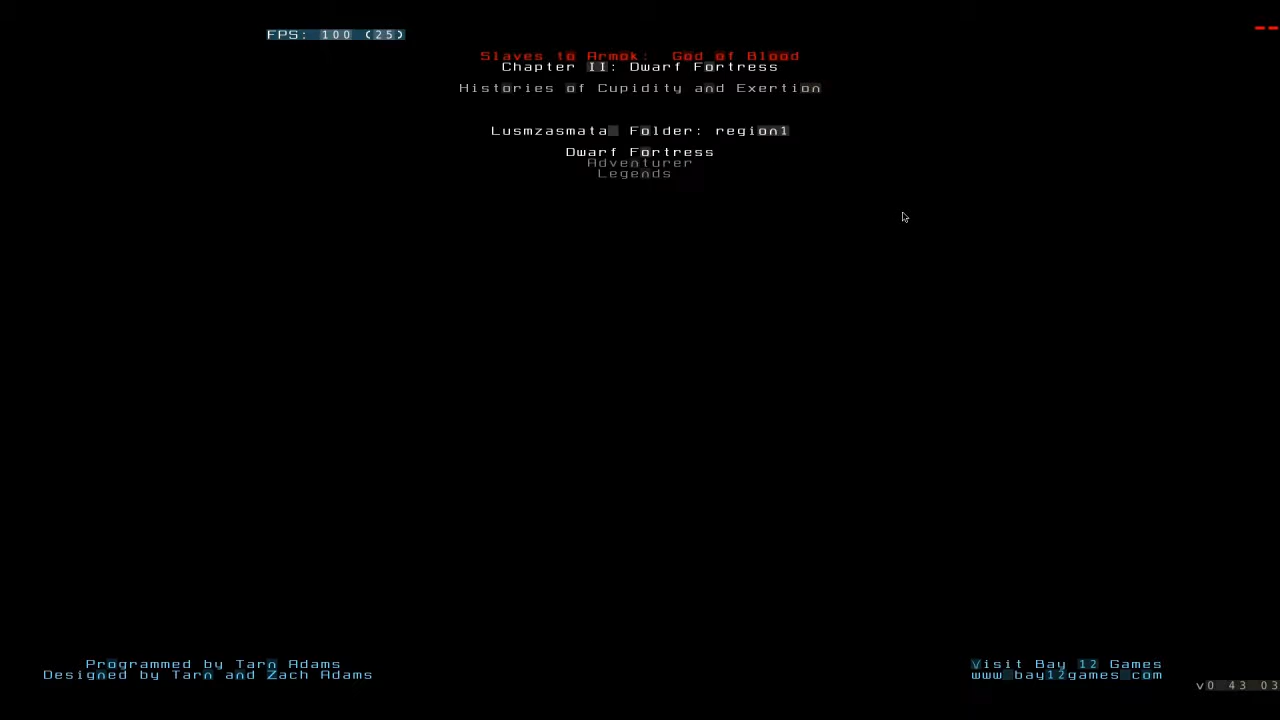 FPS: 100 (25)
Slaves to Armok: God of Blood
Chapter II: Dwarf Fortress
Histories of Cupidity and Exertion
Lusmzasmata Folder: region1
Dwarf Fortress
Adventurer
Legends
Programmed by Tarn Adams
Designed by Tarn and Zach Adams
Visit Bay 12 Games
www bay12games com
v0 43 03